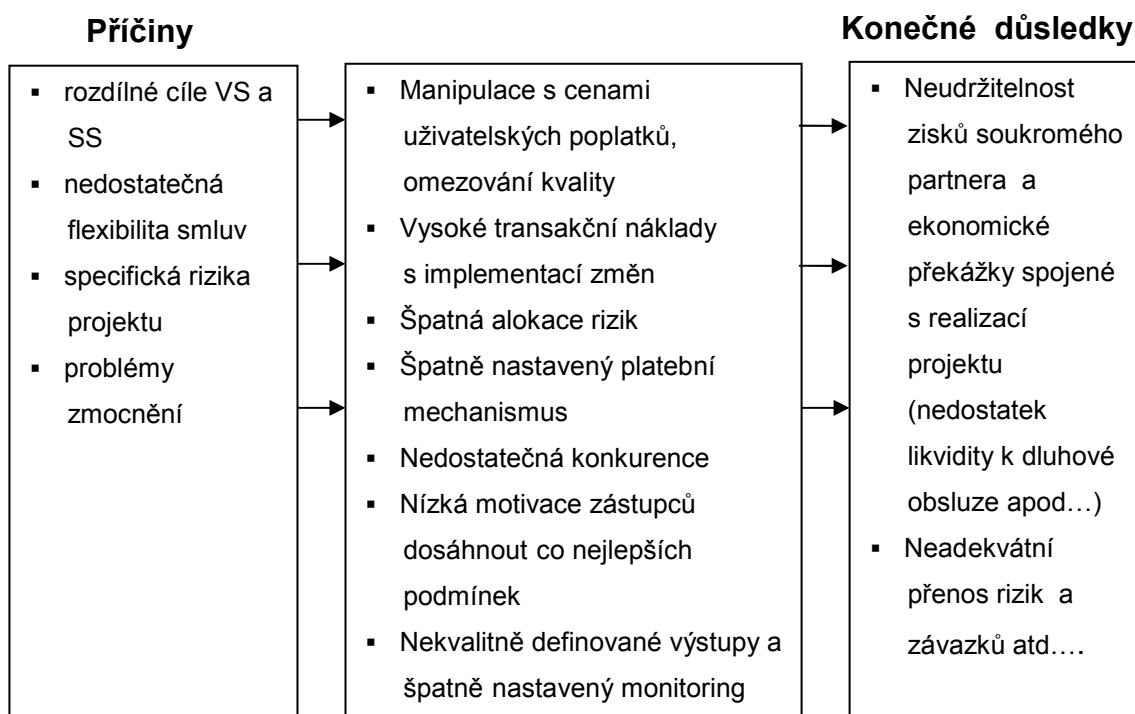 Příčiny
Konečné důsledky
▪ rozdílné cíle VS a
SS
▪ nedostatečná
flexibilita smluv
▪ specifická rizika
projektu
▪ problémy
zmocnění
▪ Manipulace s cenami
uživatelských poplatků,
omezování kvality
▪ Vysoké transakční náklady
s implementací změn
▪ Špatná alokace rizik
▪ Špatně nastavený platební
mechanismus
▪ Nedostatečná konkurence
▪ Nízká motivace zástupců
dosáhnout co nejlepších
podmínek
▪ Nekvalitně definované výstupy a
špatně nastavený monitoring
▪ Neudržitelnost
zisků soukromého
partnera a
ekonomické
překážky spojené
s realizací
projektu
(nedostatek
likvidity k dluhové
obsluze apod…)
▪ Neadekvátní
přenos rizik a
závazků atd….